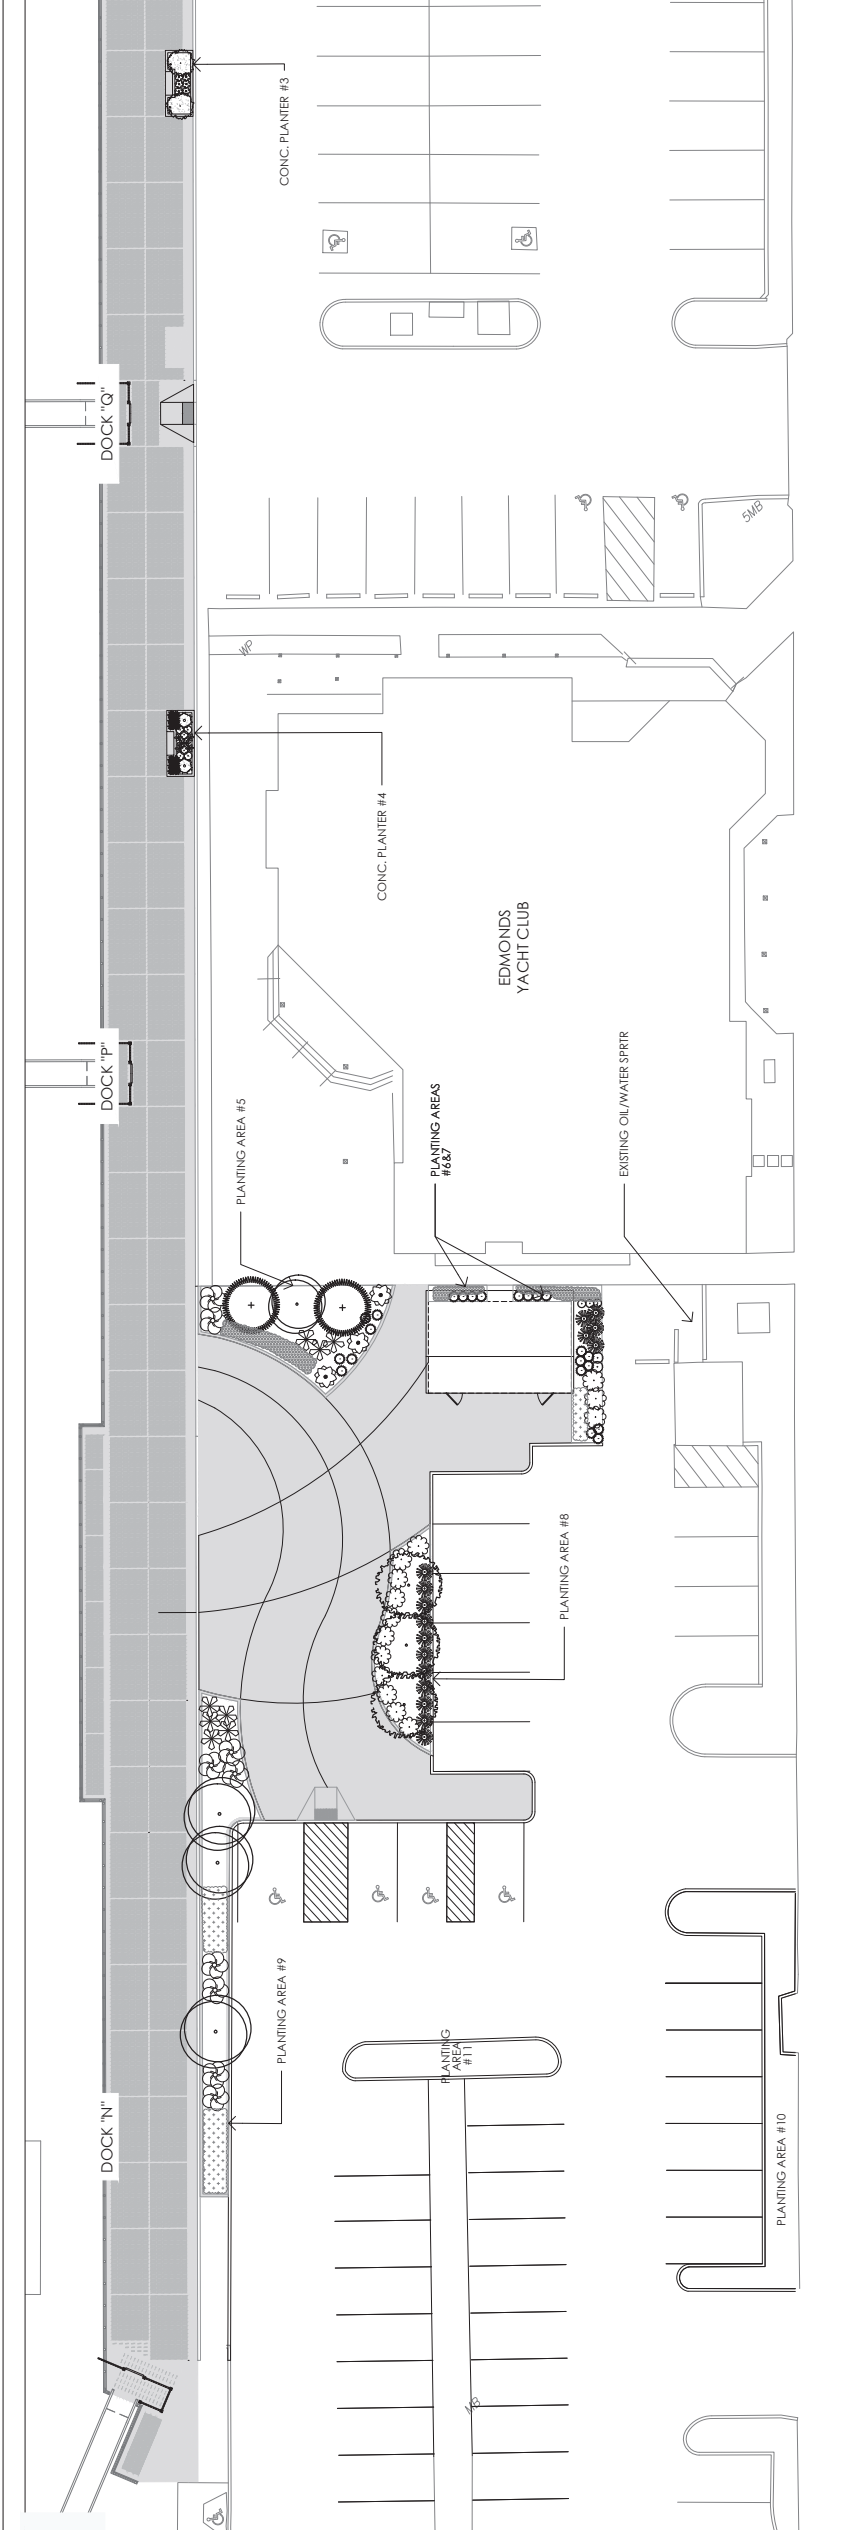 CONC. PLANTER #3
DOCK "Q"
5MB
WP
CONC. PLANTER #4
EDMONDS
YACHT CLUB
DOCK "P"
PLANTING AREA #5
PLANTING AREAS
#6&7
EXISTING OIL/WATER SPRTR
PLANTING AREA #8
PLANTING AREA #9
PLANTING
AREA
#11
DOCK "N"
PLANTING AREA #10
MB